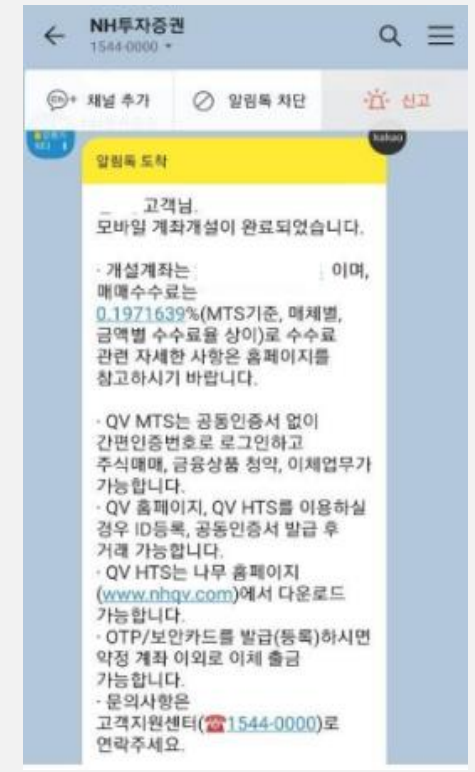 NH투자증권
1544-0000
채널 추가
알림톡 차단
신고
kakao
알림톡 도착
고객님.
모바일 계좌개설이 완료되었습니다.
· 개설계좌는 이며,
매매수수료는
0.1971639%(MTS기준, 매체별,
금액별 수수료율 상이)로 수수료
관련 자세한 사항은 홈페이지를
참고하시기 바랍니다.
· QV MTS는 공동인증서 없이
간편인증번호로 로그인하고
주식매매, 금융상품 청약, 이체업무가
가능합니다.
· QV 홈페이지, QV HTS를 이용하실
경우 ID등록, 공동인증서 발급 후
거래 가능합니다.
· QV HTS는 나무 홈페이지
(www.nhqv.com)에서 다운로드
가능합니다.
· OTP/보안카드를 발급(등록)하시면
약정 계좌 이외로 이체 출금
가능합니다.
· 문의사항은
고객지원센터(☎1544-0000)로
연락주세요.